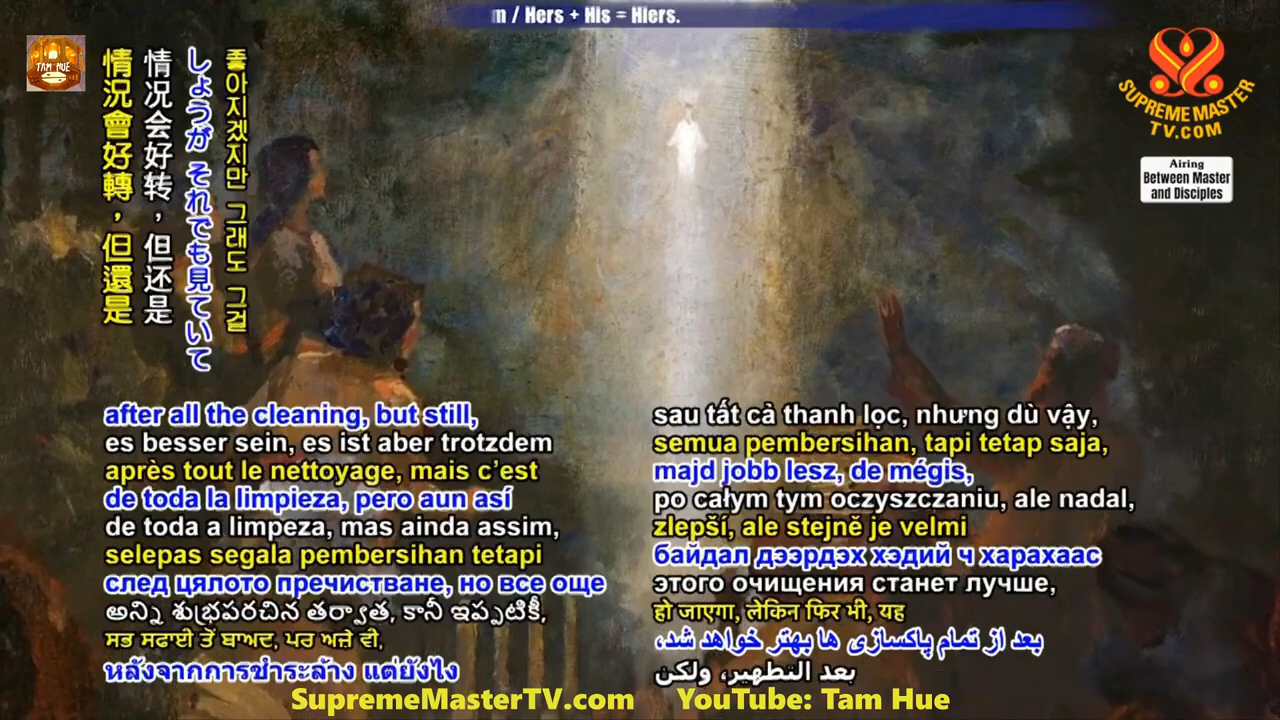 m / Hers + His = Hiers.
TAM HUE
SUPREME MASTER
TV.COM
Airing
Between Master
and Disciples
좋아지겠지만 그래도 그걸
しょうが それでも見ていて
情况会好转，但还是
情況會好轉，但還是
after all the cleaning, but still,
es besser sein, es ist aber trotzdem
après tout le nettoyage, mais c’est
de toda la limpieza, pero aun así
de toda a limpeza, mas ainda assim,
selepas segala pembersihan tetapi
след цялото пречистване, но все още
అన్ని శుభ్రపరచిన తర్వాత, కానీ ఇప్పటికీ,
ਸਭ ਸਫਾਈ ਤੋਂ ਬਾਅਦ, ਪਰ ਅਜੇ ਵੀ,
หลังจากการชำระล้าง แต่ยังไง
sau tất cả thanh lọc, nhưng dù vậy,
semua pembersihan, tapi tetap saja,
majd jobb lesz, de mégis,
po całym tym oczyszczaniu, ale nadal,
zlepší, ale stejně je velmi
байдал дээрдэх хэдий ч харахаас
этого очищения станет лучше,
हो जाएगा, लेकिन फिर भी, यह
بعد از تمام پاکسازی ها بهتر خواهد شد،
بعد التطهير، ولكن
SupremeMasterTV.com YouTube: Tam Hue